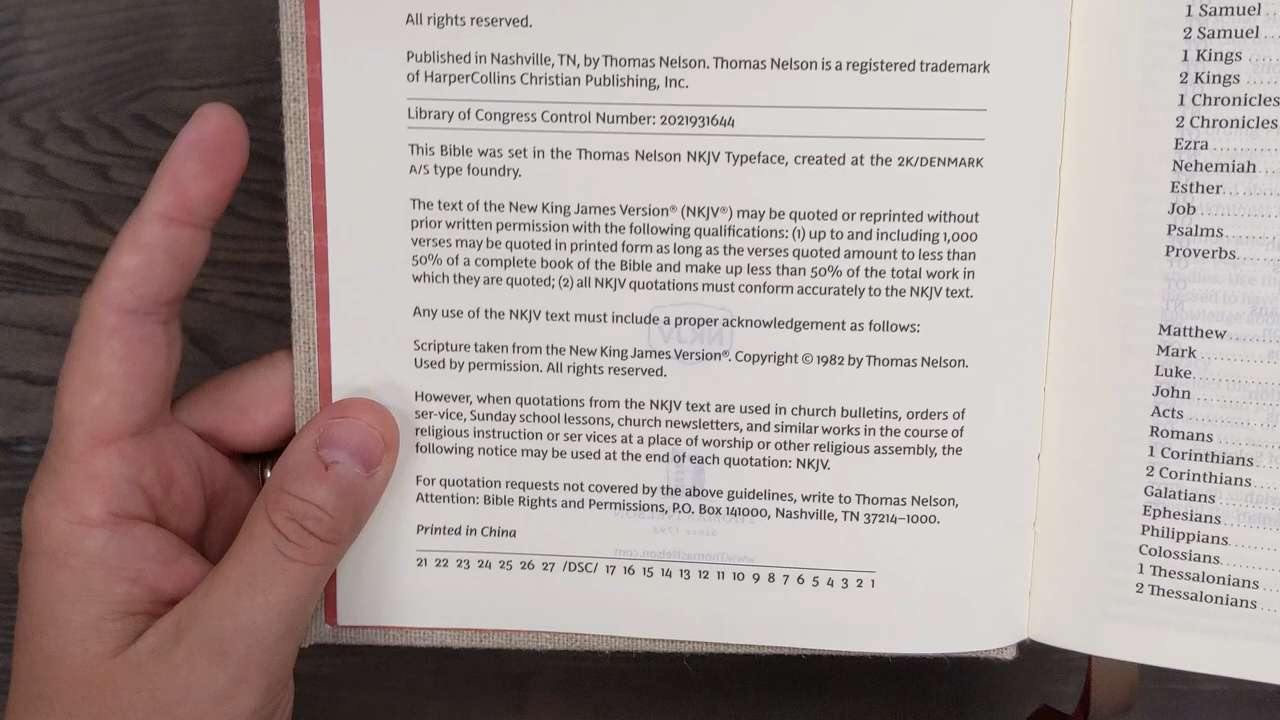 All rights reserved.
Published in Nashville, TN, by Thomas Nelson. Thomas Nelson is a registered trademark
of HarperCollins Christian Publishing, Inc.
Library of Congress Control Number: 2021931644
This Bible was set in the Thomas Nelson NKJV Typeface, created at the 2K/DENMARK
A/S type foundry.
The text of the New King James Version® (NKJV®) may be quoted or reprinted without
prior written permission with the following qualifications: (1) up to and including 1,000
verses may be quoted in printed form as long as the verses quoted amount to less than
50% of a complete book of the Bible and make up less than 50% of the total work in
which they are quoted; (2) all NKJV quotations must conform accurately to the NKJV text.
Any use of the NKJV text must include a proper acknowledgement as follows:
Scripture taken from the New King James Version®. Copyright © 1982 by Thomas Nelson.
Used by permission. All rights reserved.
However, when quotations from the NKJV text are used in church bulletins, orders of
ser-vice, Sunday school lessons, church newsletters, and similar works in the course of
religious instruction or ser vices at a place of worship or other religious assembly, the
following notice may be used at the end of each quotation: NKJV.
For quotation requests not covered by the above guidelines, write to Thomas Nelson,
Attention: Bible Rights and Permissions, P.O. Box 141000, Nashville, TN 37214–1000.
Printed in China
21 22 23 24 25 26 27 /DSC/ 17 16 15 14 13 12 11 10 9 8 7 6 5 4 3 2 1
1 Samuel
2 Samuel
1 Kings
2 Kings
1 Chronicles
2 Chronicles
Ezra
Nehemiah
Esther
Job
Psalms
Proverbs
Matthew
Mark
Luke
John
Acts
Romans
1 Corinthians
2 Corinthians
Galatians
Ephesians
Philippians
Colossians
1 Thessalonians
2 Thessalonians